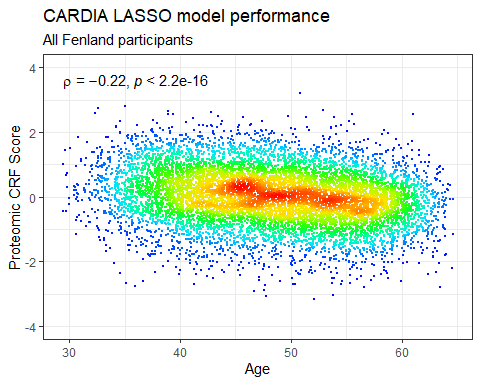 CARDIA LASSO model performance
All Fenland participants
ρ = −0.22, p < 2.2e-16
4
2
0
-2
-4
Proteomic CRF Score
30 40 50 60
Age